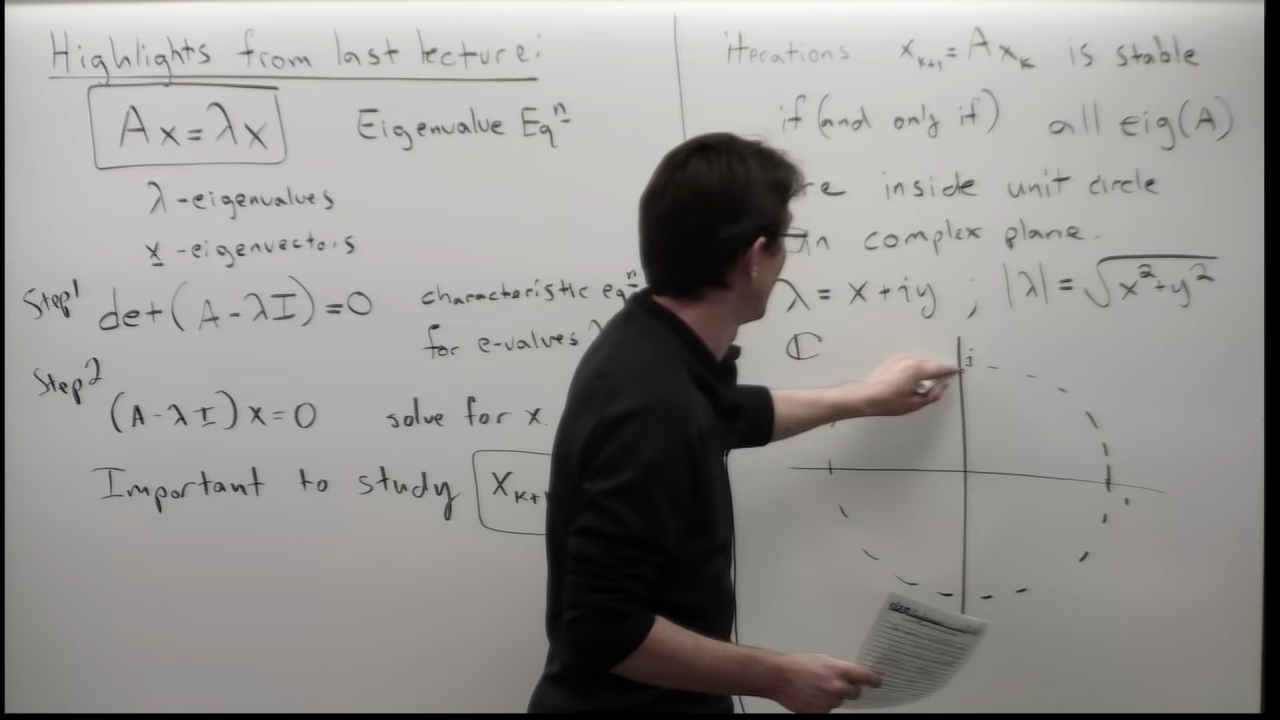 Highlights from last lecture:
Ax=λx Eigenvalue Eqⁿ
λ -eigenvalues
x -eigenvectors
Step 1 det(A-λI)=0 characteristic eqⁿ
for e-values
Step 2
(A-λI)x=0 solve for x.
Important to study
iterations xₖ₊₁=Axₖ is stable
if (and only if) all eig(A)
inside unit circle
complex plane.
λ = x+iy ; |λ|=√x²+y²
ℂ
i